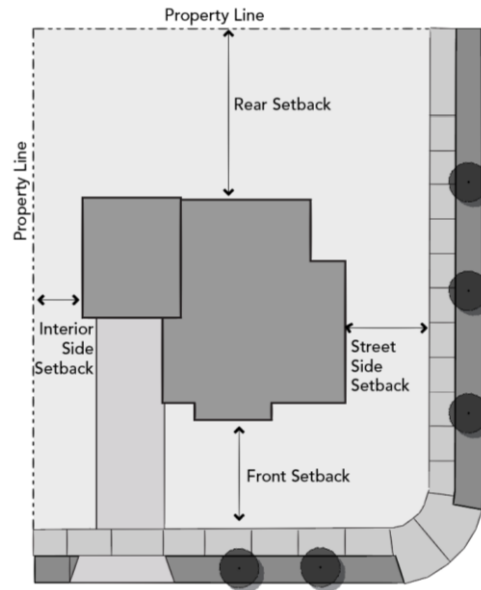 Property Line
Rear Setback
Property Line
Interior
Side
Setback
Street
Side
Setback
Front Setback